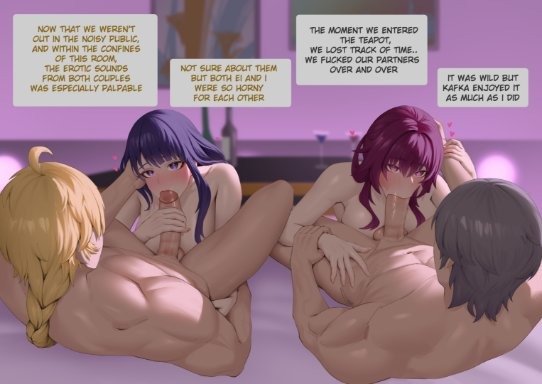 NOW THAT WE WEREN'T
OUT IN THE NOISY PUBLIC,
AND WITHIN THE CONFINES
OF THIS ROOM,
THE EROTIC SOUNDS
FROM BOTH COUPLES
WAS ESPECIALLY PALPABLE
NOT SURE ABOUT THEM
BUT BOTH EI AND I
WERE SO HORNY
FOR EACH OTHER
THE MOMENT WE ENTERED
THE TEAPOT,
WE LOST TRACK OF TIME..
WE FUCKED OUR PARTNERS
OVER AND OVER
IT WAS WILD BUT
KAFKA ENJOYED IT
AS MUCH AS I DID